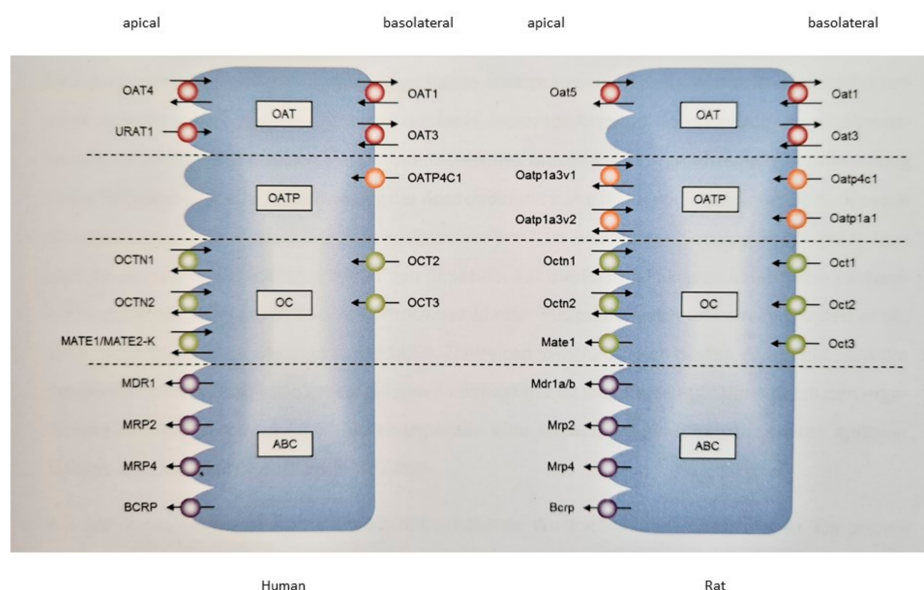 apical basolateral apical basolateral
OAT4 OAT1 Oat5 Oat1
OAT OAT
URAT1 OAT3 Oat3
OATP4C1 Oatp1a3v1 Oatp4c1
OATP OATP
Oatp1a3v2 Oatp1a1
OCTN1 OCT2 Octn1 Oct1
OCTN2 OC OCT3 Octn2 OC Oct2
MATE1/MATE2-K Mate1 Oct3
MDR1 Mdr1a/b
MRP2 Mrp2
ABC ABC
MRP4 Mrp4
BCRP Bcrp
Human Rat